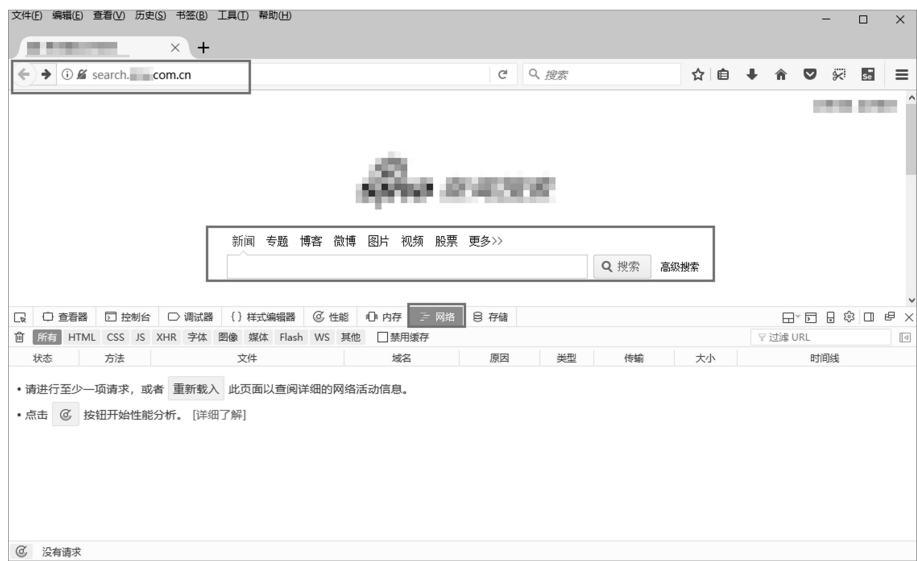 文件(F) 编辑(E) 查看(V) 历史(S) 书签(B) 工具(T) 帮助(H)
search. com.cn 搜索
新闻 专题 博客 微博 图片 视频 股票 更多>>
搜索 高级搜索
查看器 控制台 调试器 {} 样式编辑器 性能 内存 网络 存储
所有 HTML CSS JS XHR 字体 图像 媒体 Flash WS 其他 禁用缓存 过滤 URL
状态 方法 文件 域名 原因 类型 传输 大小 时间线
• 请进行至少一项请求，或者 重新载入 此页面以查阅详细的网络活动信息。
• 点击 按钮开始性能分析。 [详细了解]
没有请求